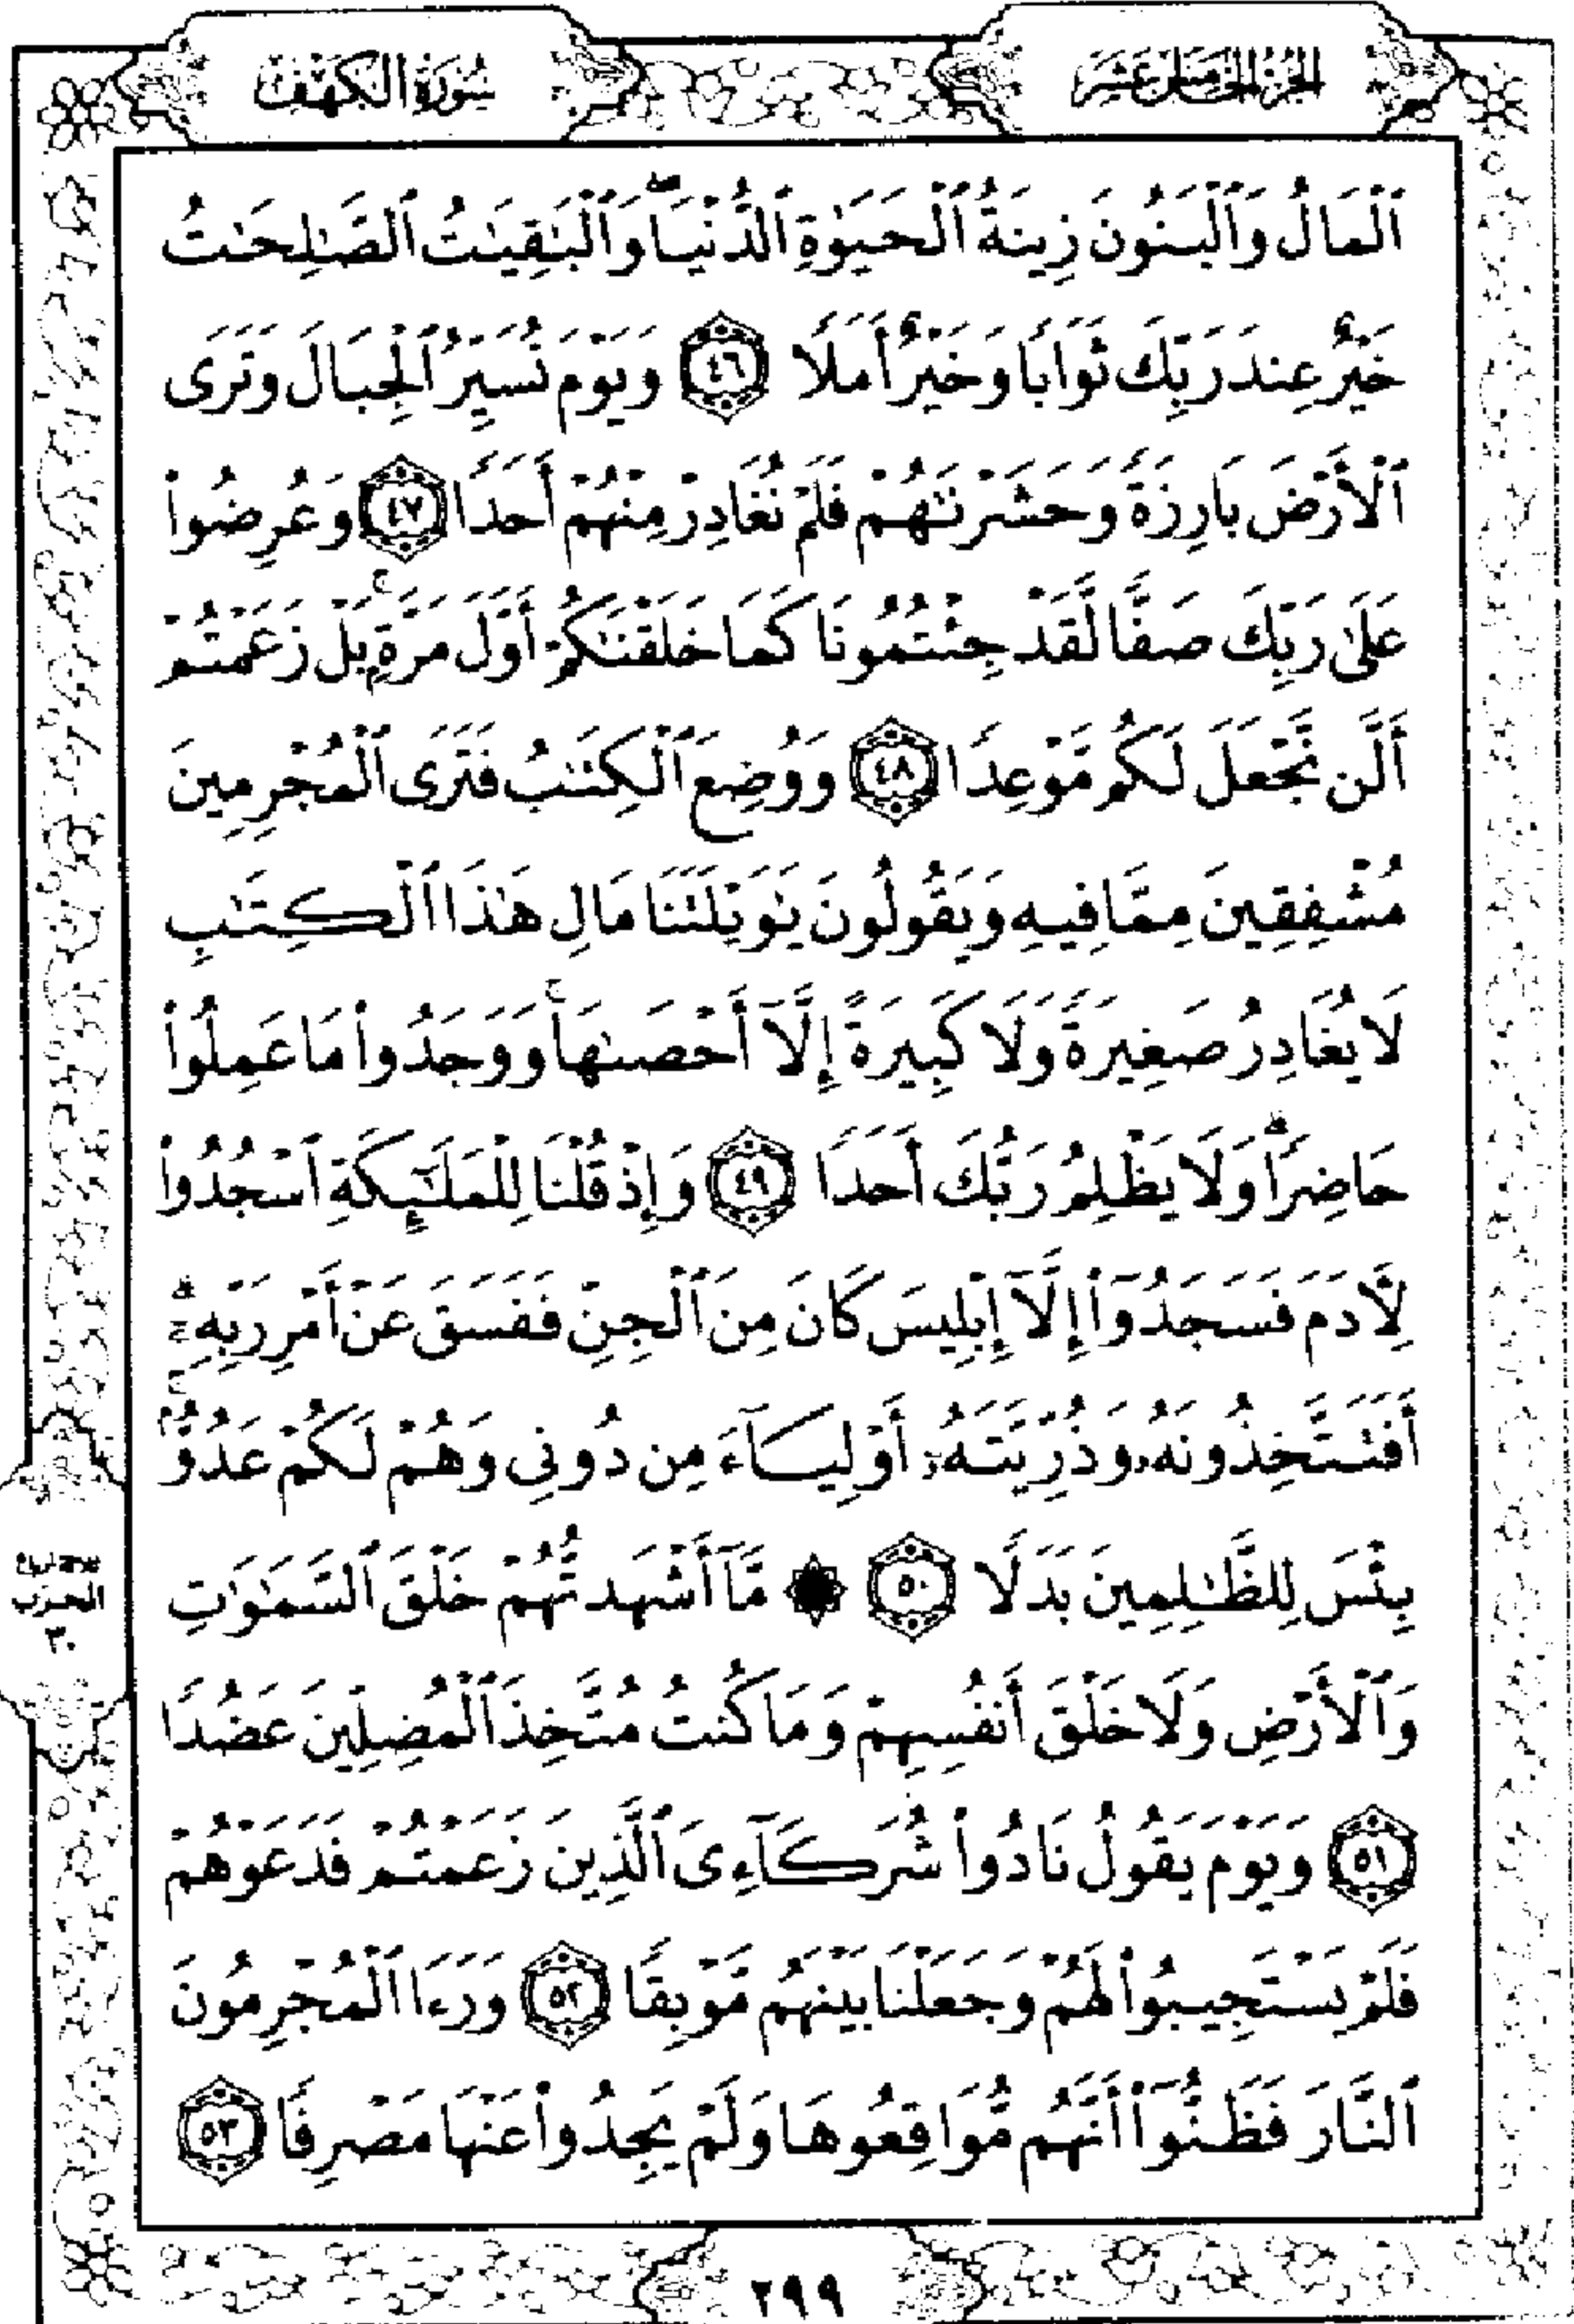 الجزء الخامس عشر
سورة الكهف
ٱلْمَالُ وَٱلْبَنُونَ زِينَةُ ٱلْحَيَوٰةِ ٱلدُّنْيَا ۖ وَٱلْبَٰقِيَٰتُ ٱلصَّٰلِحَٰتُ
خَيْرٌ عِندَ رَبِّكَ ثَوَابًا وَخَيْرٌ أَمَلًا ٤٦ وَيَوْمَ نُسَيِّرُ ٱلْجِبَالَ وَتَرَى
ٱلْأَرْضَ بَارِزَةً وَحَشَرْنَٰهُمْ فَلَمْ نُغَادِرْ مِنْهُمْ أَحَدًا ٤٧ وَعُرِضُوا۟
عَلَىٰ رَبِّكَ صَفًّا لَّقَدْ جِئْتُمُونَا كَمَا خَلَقْنَٰكُمْ أَوَّلَ مَرَّةٍۭ ۚ بَلْ زَعَمْتُمْ
أَلَّن نَّجْعَلَ لَكُم مَّوْعِدًا ٤٨ وَوُضِعَ ٱلْكِتَٰبُ فَتَرَى ٱلْمُجْرِمِينَ
مُشْفِقِينَ مِمَّا فِيهِ وَيَقُولُونَ يَٰوَيْلَتَنَا مَالِ هَٰذَا ٱلْكِتَٰبِ
لَا يُغَادِرُ صَغِيرَةً وَلَا كَبِيرَةً إِلَّآ أَحْصَىٰهَا ۚ وَوَجَدُوا۟ مَا عَمِلُوا۟
حَاضِرًا ۗ وَلَا يَظْلِمُ رَبُّكَ أَحَدًا ٤٩ وَإِذْ قُلْنَا لِلْمَلَٰٓئِكَةِ ٱسْجُدُوا۟
لِءَادَمَ فَسَجَدُوٓا۟ إِلَّآ إِبْلِيسَ كَانَ مِنَ ٱلْجِنِّ فَفَسَقَ عَنْ أَمْرِ رَبِّهِۦٓ ۗ
أَفَتَتَّخِذُونَهُۥ وَذُرِّيَّتَهُۥٓ أَوْلِيَآءَ مِن دُونِى وَهُمْ لَكُمْ عَدُوٌّۢ ۚ
بِئْسَ لِلظَّٰلِمِينَ بَدَلًا ٥٠ ۞ مَّآ أَشْهَدتُّهُمْ خَلْقَ ٱلسَّمَٰوَٰتِ
وَٱلْأَرْضِ وَلَا خَلْقَ أَنفُسِهِمْ وَمَا كُنتُ مُتَّخِذَ ٱلْمُضِلِّينَ عَضُدًا
٥١ وَيَوْمَ يَقُولُ نَادُوا۟ شُرَكَآءِىَ ٱلَّذِينَ زَعَمْتُمْ فَدَعَوْهُمْ
فَلَمْ يَسْتَجِيبُوا۟ لَهُمْ وَجَعَلْنَا بَيْنَهُم مَّوْبِقًا ٥٢ وَرَءَا ٱلْمُجْرِمُونَ
ٱلنَّارَ فَظَنُّوٓا۟ أَنَّهُم مُّوَاقِعُوهَا وَلَمْ يَجِدُوا۟ عَنْهَا مَصْرِفًا ٥٣
الحزب
٣٠
٢٩٩